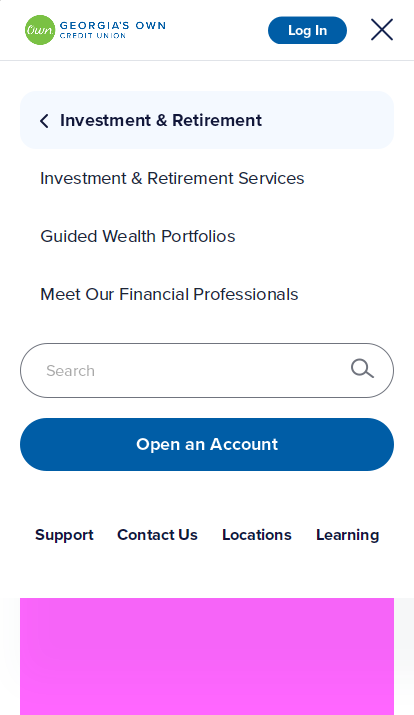 Own
GEORGIA'S OWN
CREDIT UNION
Log In
Investment & Retirement
Investment & Retirement Services
Guided Wealth Portfolios
Meet Our Financial Professionals
Search
Open an Account
Support Contact Us Locations Learning